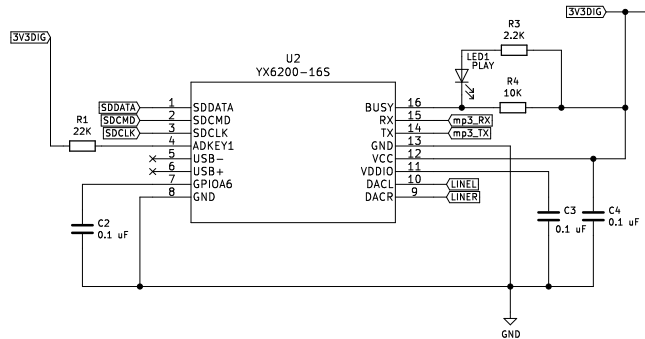 3V3DIG
3V3DIG
R3
2.2K
LED1
PLAY
U2
YX6200-16S
R4
10K
SDDATA 1 SDDATA BUSY 16
SDCMD 2 SDCMD RX 15 mp3_RX
R1
22K
SDCLK 3 SDCLK TX 14 mp3_TX
4 ADKEY1 GND 13
5 USB- VCC 12
6 USB+ VDDIO 11
7 GPIOA6 DACL 10 LINEL
8 GND DACR 9 LINER
C2
0.1 uF
C3
0.1 uF
C4
0.1 uF
GND